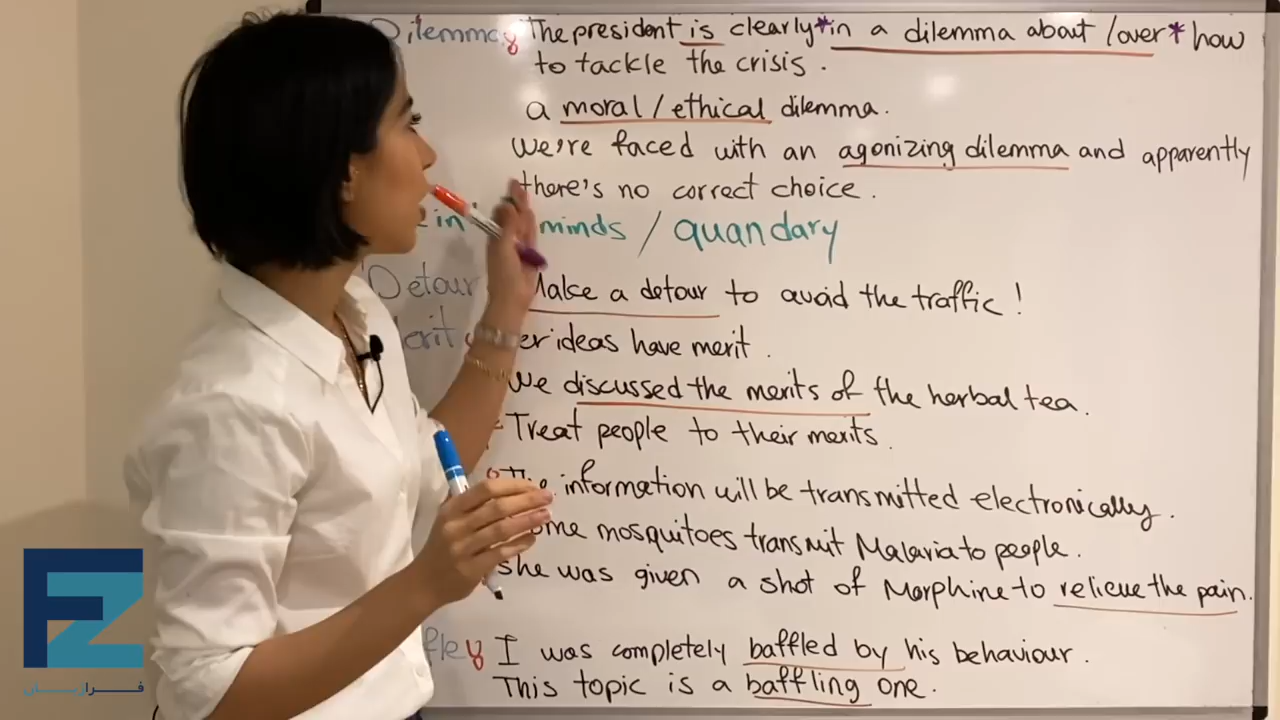 Dilemma: The president is clearly *in a dilemma about / over * how
to tackle the crisis.
a moral / ethical dilemma.
We're faced with an agonizing dilemma and apparently
there's no correct choice.
in minds / quandary
Detour Make a detour to avoid the traffic!
ideas have merit.
We discussed the merits of the herbal tea.
Treat people to their merits.
The information will be transmitted electronically.
Some mosquitoes transmit Malaria to people.
She was given a shot of Morphine to relieve the pain.
I was completely baffled by his behaviour.
This topic is a baffling one.
FZ